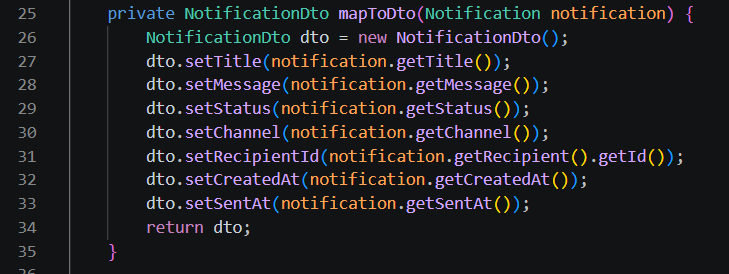 25 private NotificationDto mapToDto(Notification notification) {
26 NotificationDto dto = new NotificationDto();
27 dto.setTitle(notification.getTitle());
28 dto.setMessage(notification.getMessage());
29 dto.setStatus(notification.getStatus());
30 dto.setChannel(notification.getChannel());
31 dto.setRecipientId(notification.getRecipient().getId());
32 dto.setCreatedAt(notification.getCreatedAt());
33 dto.setSentAt(notification.getSentAt());
34 return dto;
35 }